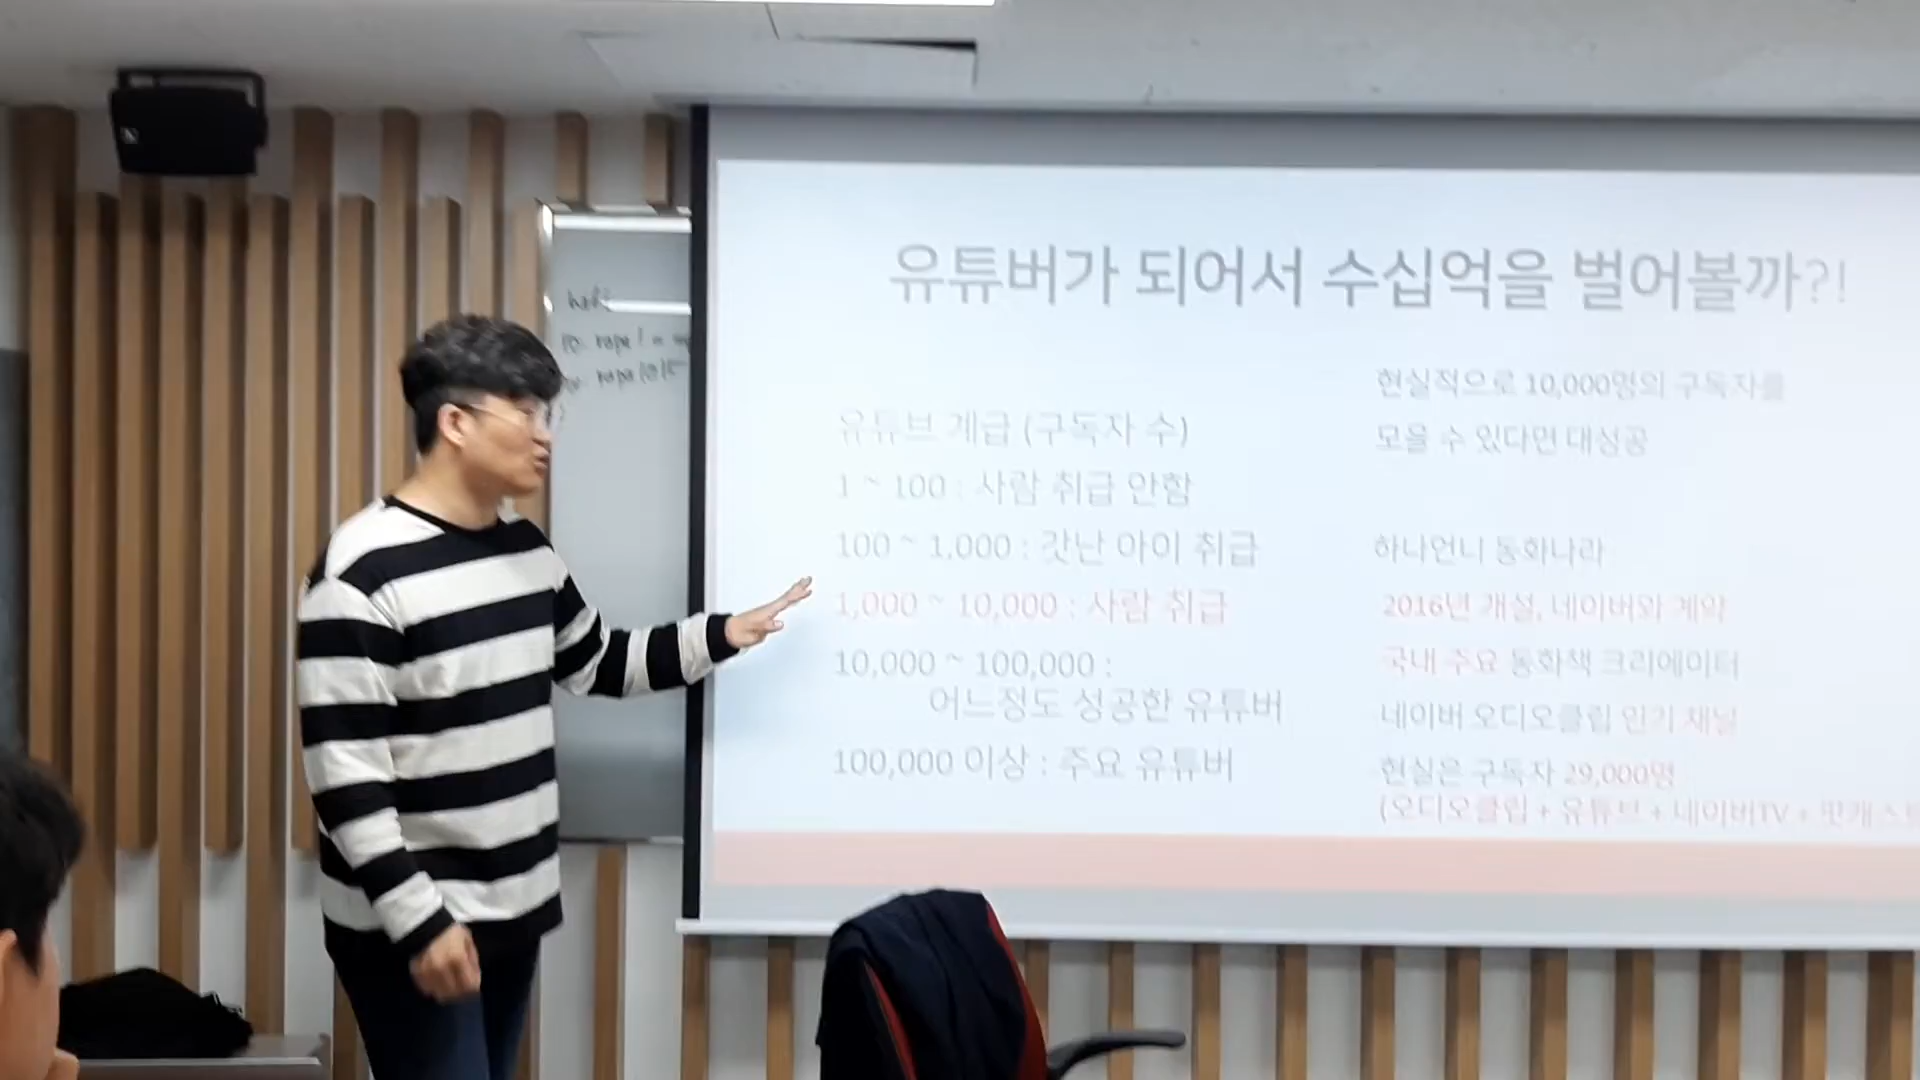 유튜버가 되어서 수십억을 벌어볼까?!
유튜브 계급 (구독자 수)
1 ~ 100 : 사람 취급 안함
100 ~ 1,000 : 갓난 아이 취급
1,000 ~ 10,000 : 사람 취급
10,000 ~ 100,000 :
어느정도 성공한 유튜버
100,000 이상 : 주요 유튜버
현실적으로 10,000명의 구독자를
모을 수 있다면 대성공
하나언니 동화나라
2016년 개설, 네이버와 계약
국내 주요 동화책 크리에이터
네이버 오디오클립 인기 채널
현실은 구독자 29,000명
(오디오클립 + 유튜브 + 네이버TV + 팟캐스트